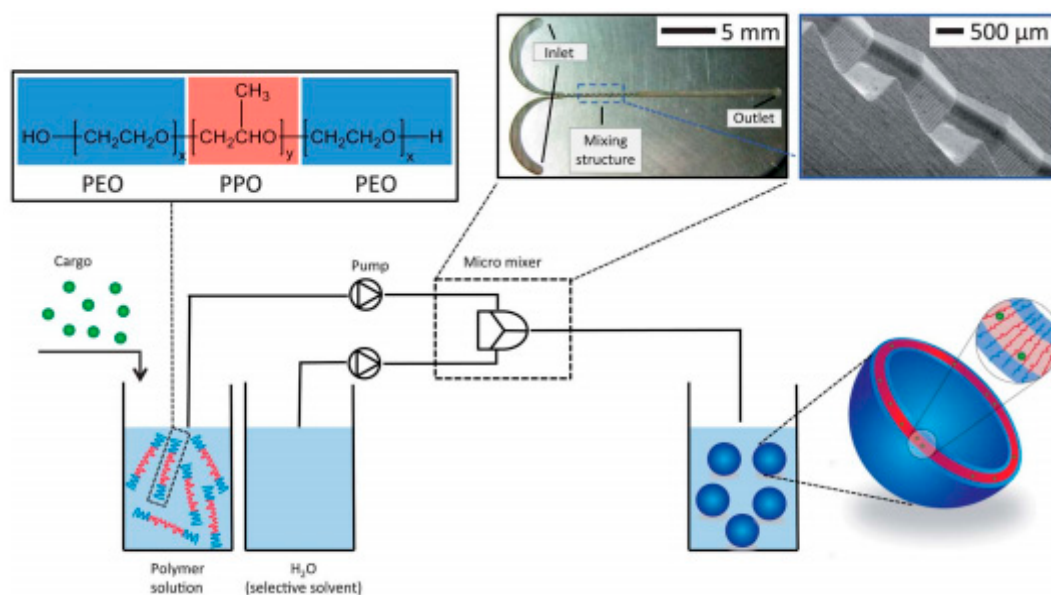 5 mm
500 µm
Inlet
Outlet
Mixing
structure
CH₃
HO—[CH₂CH₂O]ₓ—[CH₂CHO]ᵧ—[CH₂CH₂O]ₓ—H
PEO PPO PEO
Cargo
Pump
Micro mixer
Polymer
solution
H₂O
(selective solvent)